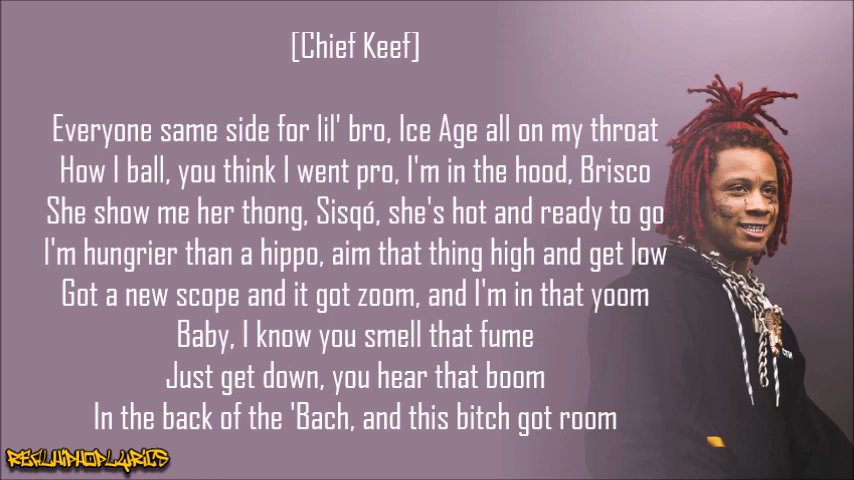 [Chief Keef]
Everyone same side for lil' bro, Ice Age all on my throat
How I ball, you think I went pro, I'm in the hood, Brisco
She show me her thong, Sisqó, she's hot and ready to go
I'm hungrier than a hippo, aim that thing high and get low
Got a new scope and it got zoom, and I'm in that yoom
Baby, I know you smell that fume
Just get down, you hear that boom
In the back of the 'Bach, and this bitch got room
REFLHIPHOPLYRICS